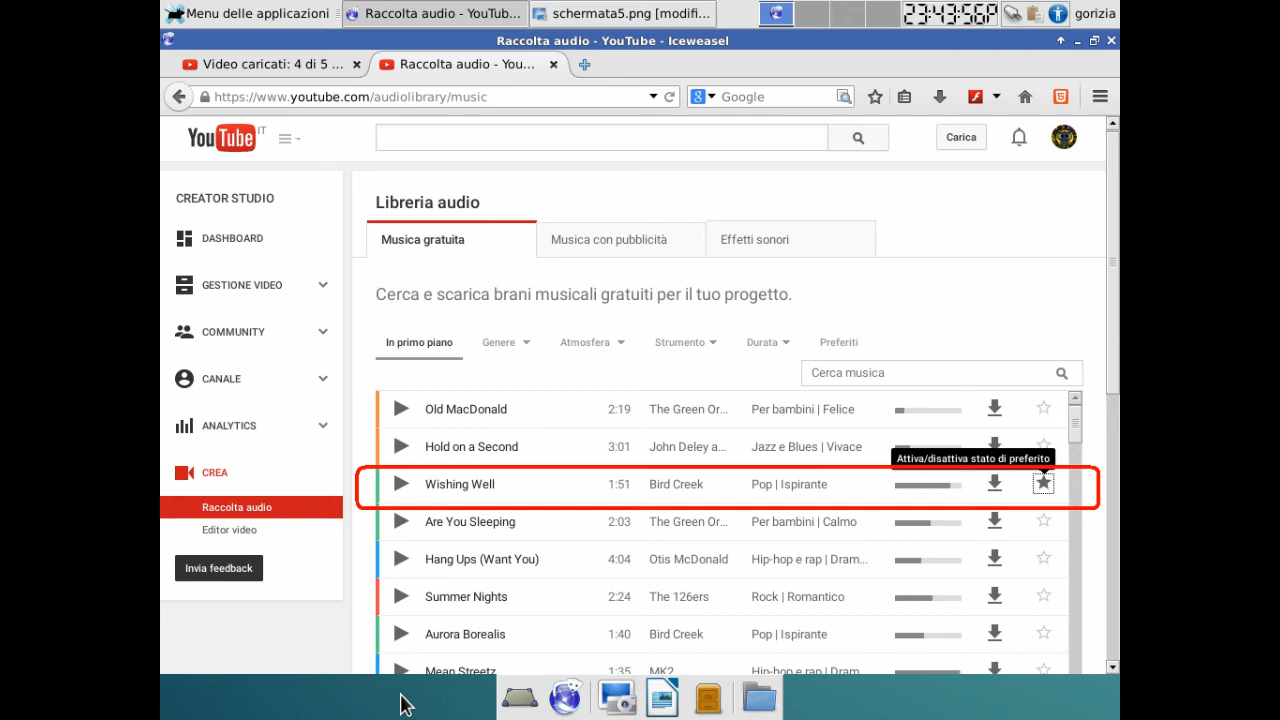 Menu delle applicazioni
Raccolta audio - YouTub...
schermata5.png [modifi...
23:43:56P
gorizia
Raccolta audio - YouTube - Iceweasel
Video caricati: 4 di 5 ...
Raccolta audio - You...
https://www.youtube.com/audiolibrary/music
Google
YouTube IT
Carica
CREATOR STUDIO
DASHBOARD
GESTIONE VIDEO
COMMUNITY
CANALE
ANALYTICS
CREA
Raccolta audio
Editor video
Invia feedback
Libreria audio
Musica gratuita
Musica con pubblicità
Effetti sonori
Cerca e scarica brani musicali gratuiti per il tuo progetto.
In primo piano
Genere
Atmosfera
Strumento
Durata
Preferiti
Cerca musica
Old MacDonald 2:19 The Green Or... Per bambini | Felice
Hold on a Second 3:01 John Deley a... Jazz e Blues | Vivace
Attiva/disattiva stato di preferito
Wishing Well 1:51 Bird Creek Pop | Ispirante
Are You Sleeping 2:03 The Green Or... Per bambini | Calmo
Hang Ups (Want You) 4:04 Otis McDonald Hip-hop e rap | Dram...
Summer Nights 2:24 The 126ers Rock | Romantico
Aurora Borealis 1:40 Bird Creek Pop | Ispirante
Mean Streetz 1:35 MK2 Hip-hop e rap | Dram...